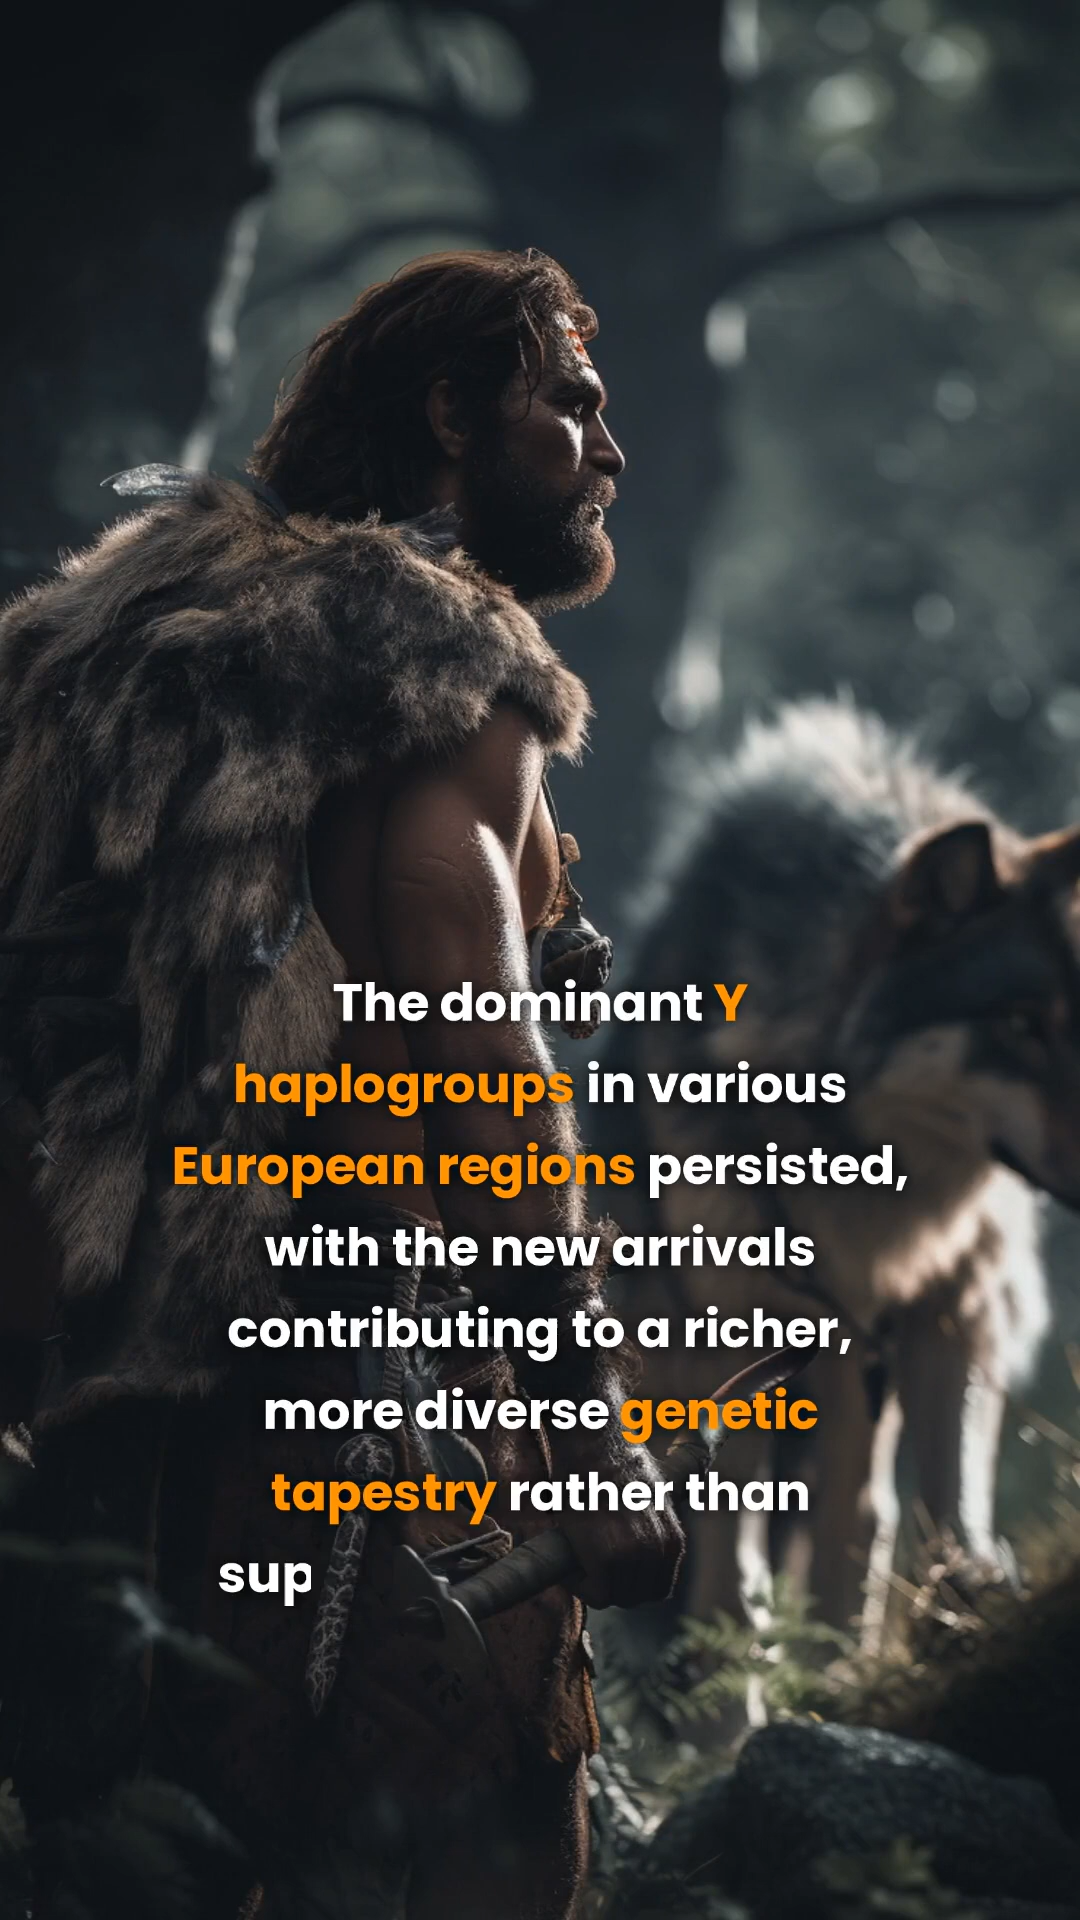 The dominant Y
haplogroups in various
European regions persisted,
with the new arrivals
contributing to a richer,
more diverse genetic
tapestry rather than
sup